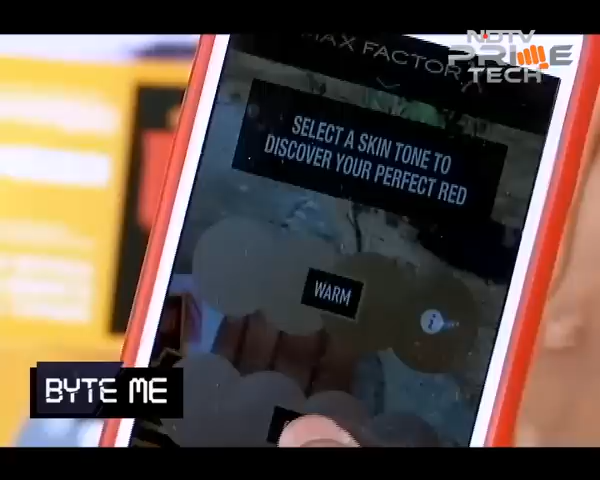 NDTV
PRIME
TECH
MAX FACTOR X
SELECT A SKIN TONE TO
DISCOVER YOUR PERFECT RED
WARM
i
BYTE ME